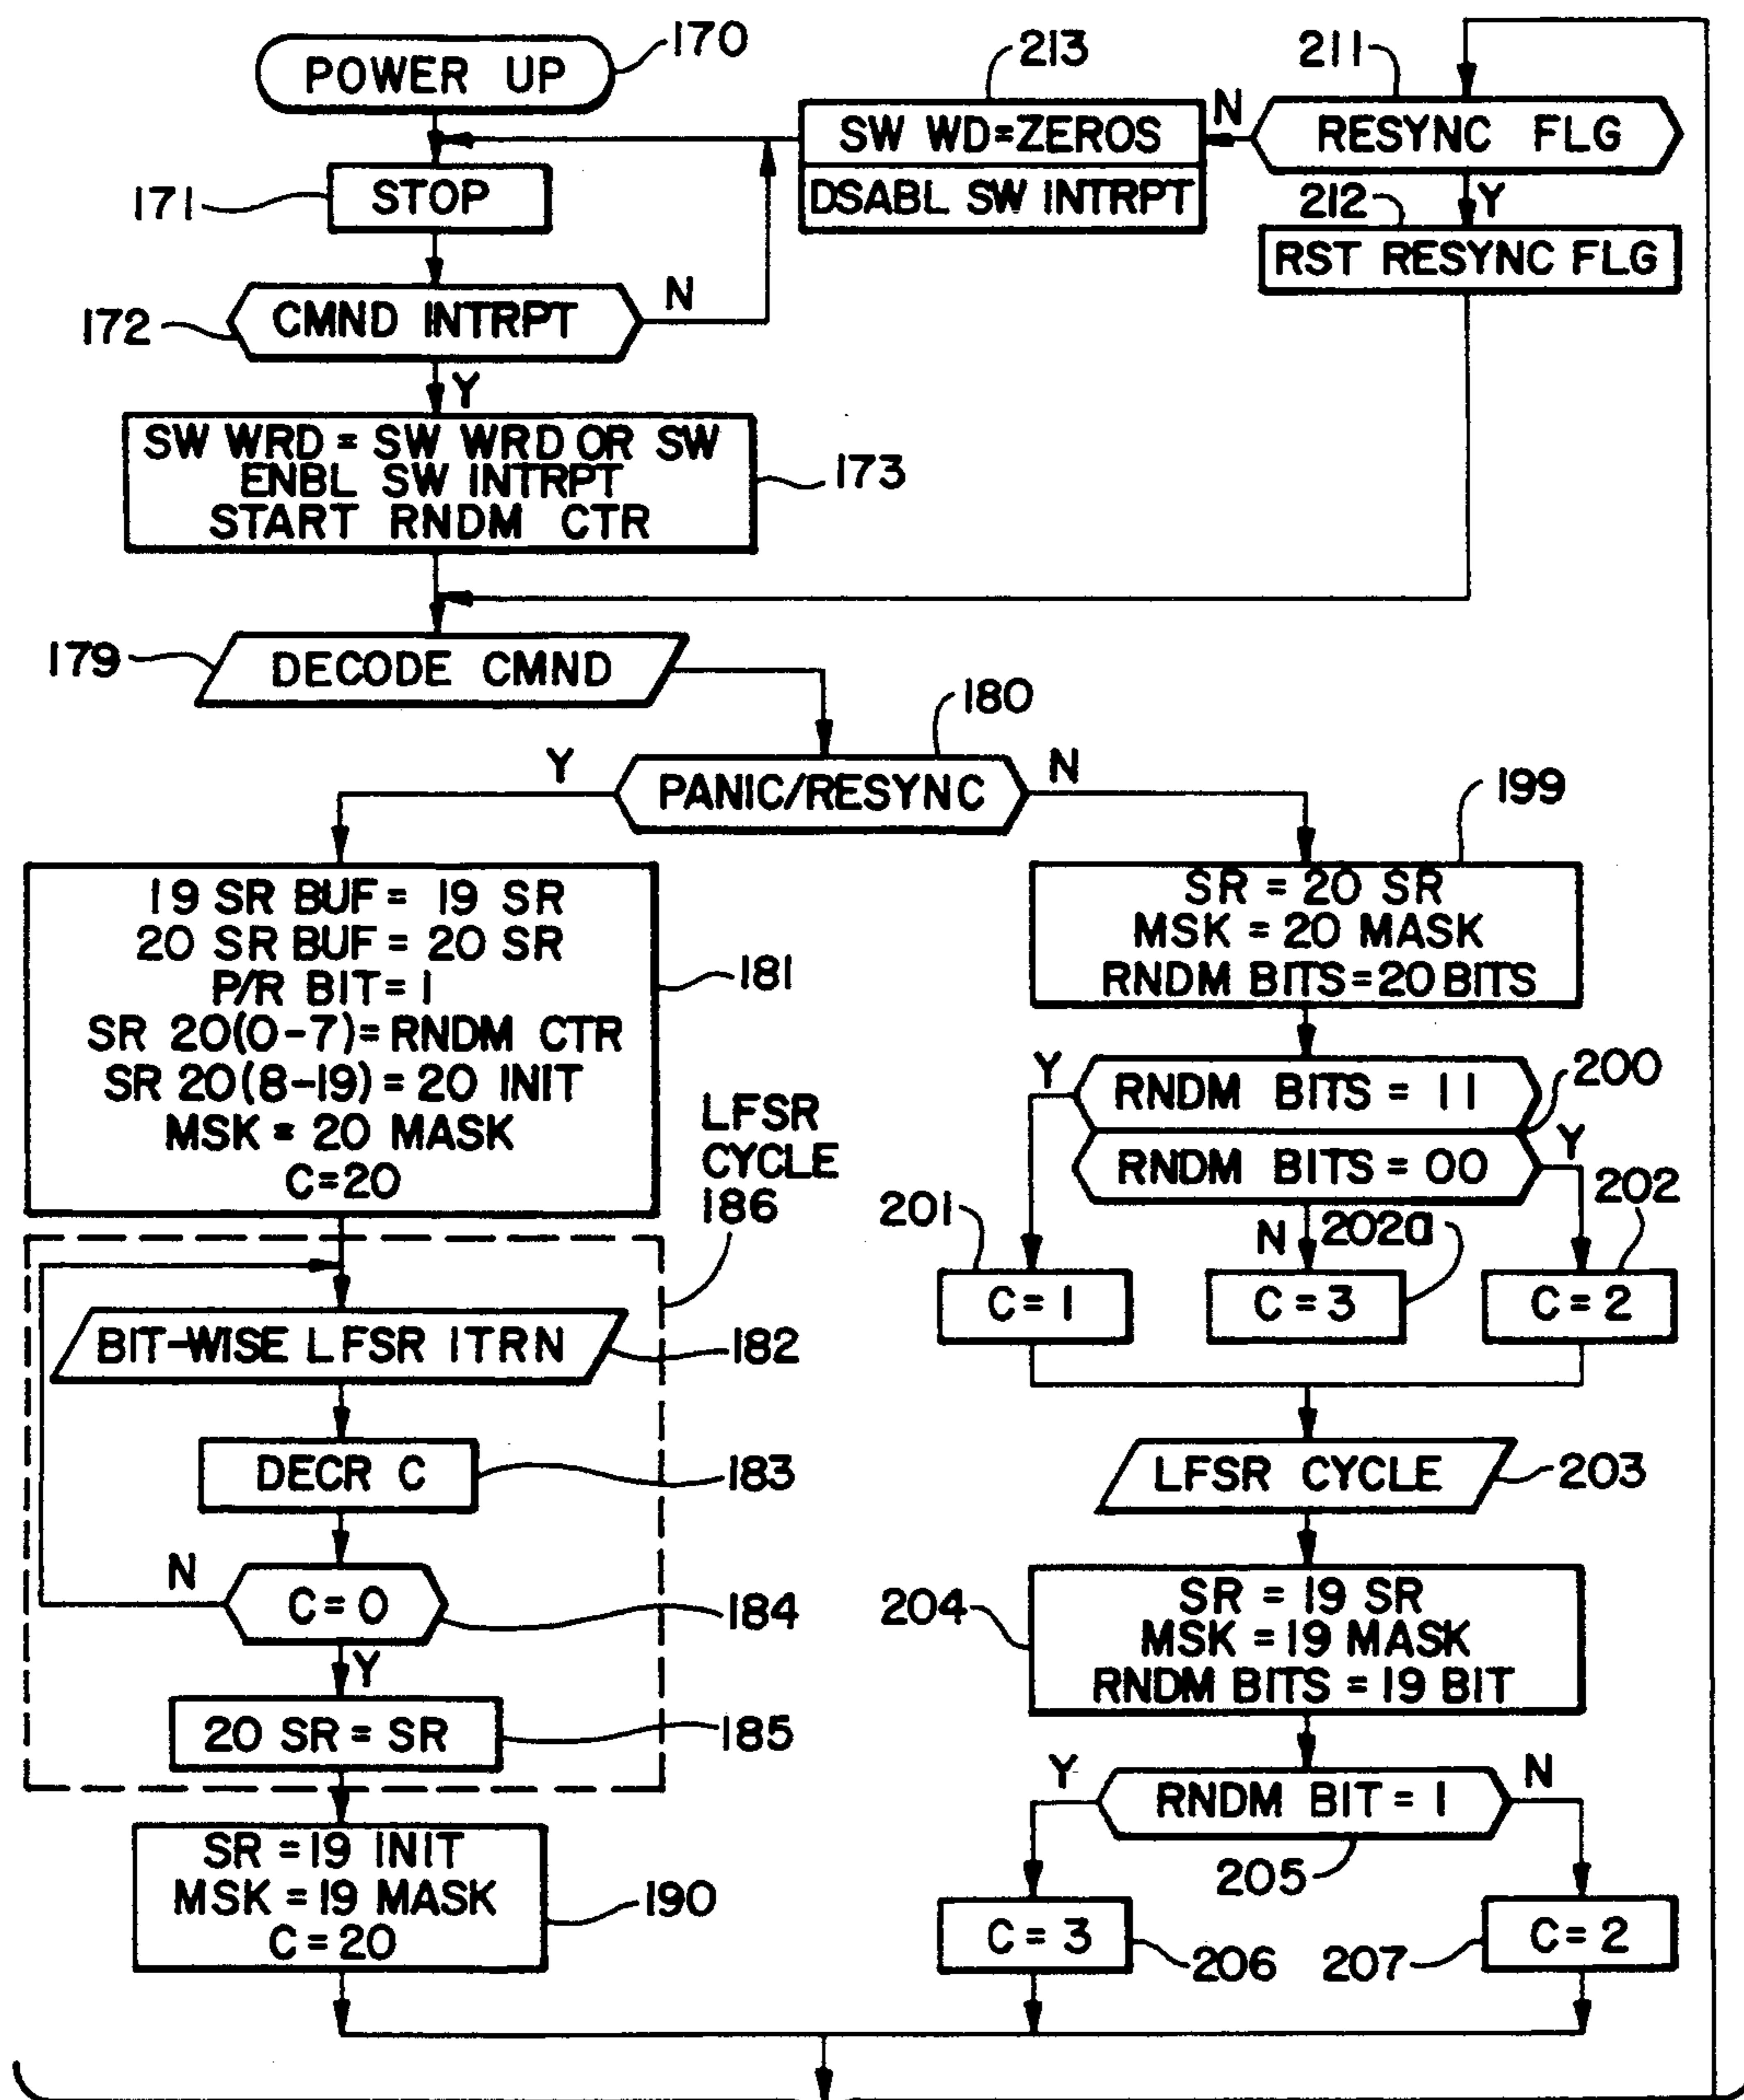 170
POWER UP
213
SW WD=ZEROS
DSABL SW INTRPT
N
211
RESYNC FLG
Y
212
RST RESYNC FLG
171
STOP
172
CMND INTRPT
N
Y
SW WRD = SW WRD OR SW
ENBL SW INTRPT
START RNDM CTR
173
179
DECODE CMND
180
Y
PANIC/RESYNC
N
19 SR BUF = 19 SR
20 SR BUF = 20 SR
P/R BIT = 1
SR 20(0-7)=RNDM CTR
SR 20(8-19)=20 INIT
MSK = 20 MASK
C=20
181
LFSR
CYCLE
186
BIT-WISE LFSR ITRN
182
DECR C
183
N
C=0
184
Y
20 SR = SR
185
SR =19 INIT
MSK =19 MASK
C=20
190
199
SR = 20 SR
MSK = 20 MASK
RNDM BITS=20 BITS
Y
RNDM BITS = 11
200
RNDM BITS = 00
Y
201
N
202a
202
C = 1
C = 3
C = 2
LFSR CYCLE
203
204
SR = 19 SR
MSK =19 MASK
RNDM BITS = 19 BIT
Y
RNDM BIT = 1
N
205
C = 3
206
207
C = 2